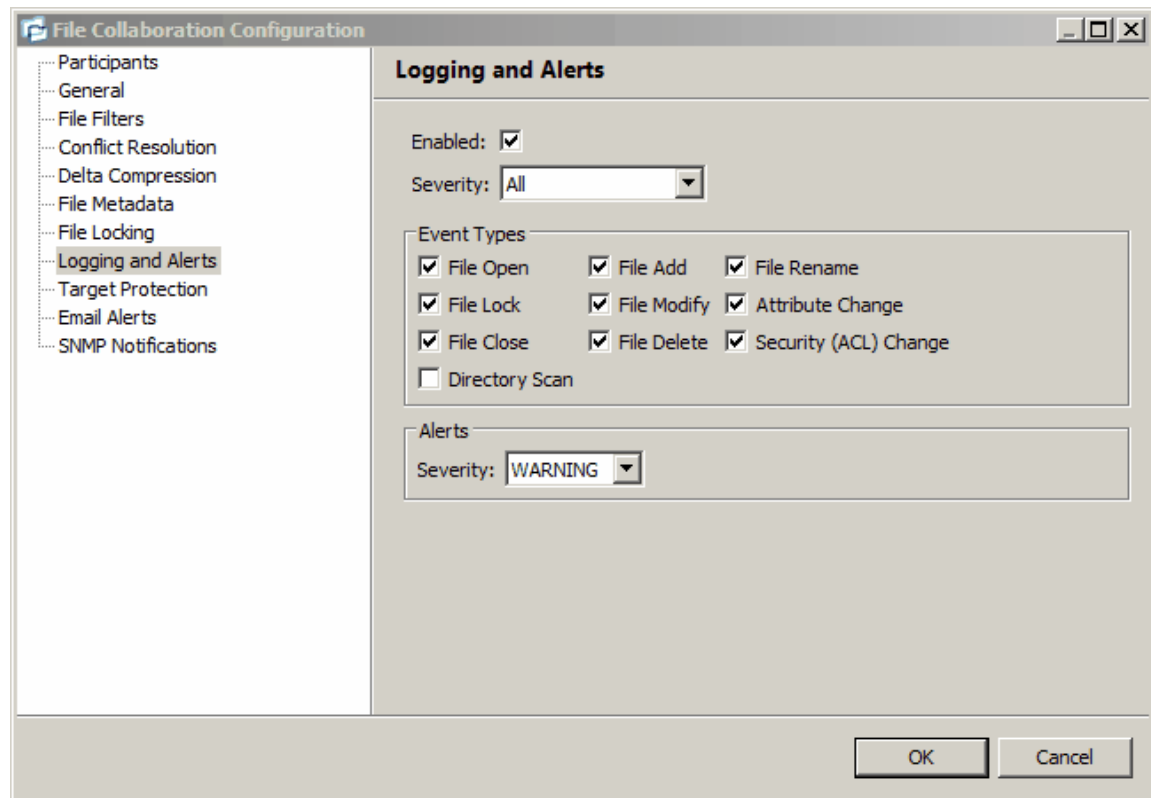 File Collaboration Configuration
Participants
General
File Filters
Conflict Resolution
Delta Compression
File Metadata
File Locking
Logging and Alerts
Target Protection
Email Alerts
SNMP Notifications
Logging and Alerts
Enabled:
Severity: All
Event Types
File Open File Add File Rename
File Lock File Modify Attribute Change
File Close File Delete Security (ACL) Change
Directory Scan
Alerts
Severity: WARNING
OK Cancel